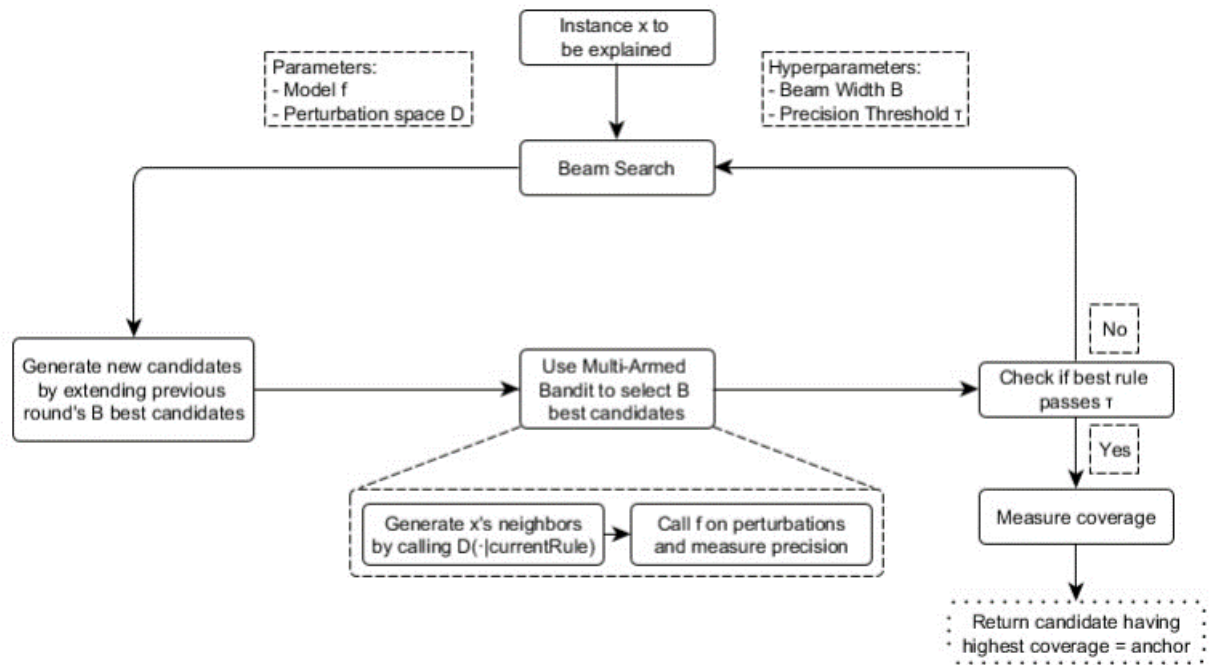 Instance x to
be explained
Parameters:
- Model f
- Perturbation space D
Hyperparameters:
- Beam Width B
- Precision Threshold τ
Beam Search
Generate new candidates
by extending previous
round's B best candidates
Use Multi-Armed
Bandit to select B
best candidates
No
Check if best rule
passes τ
Yes
Generate x's neighbors
by calling D(·|currentRule)
Call f on perturbations
and measure precision
Measure coverage
Return candidate having
highest coverage = anchor